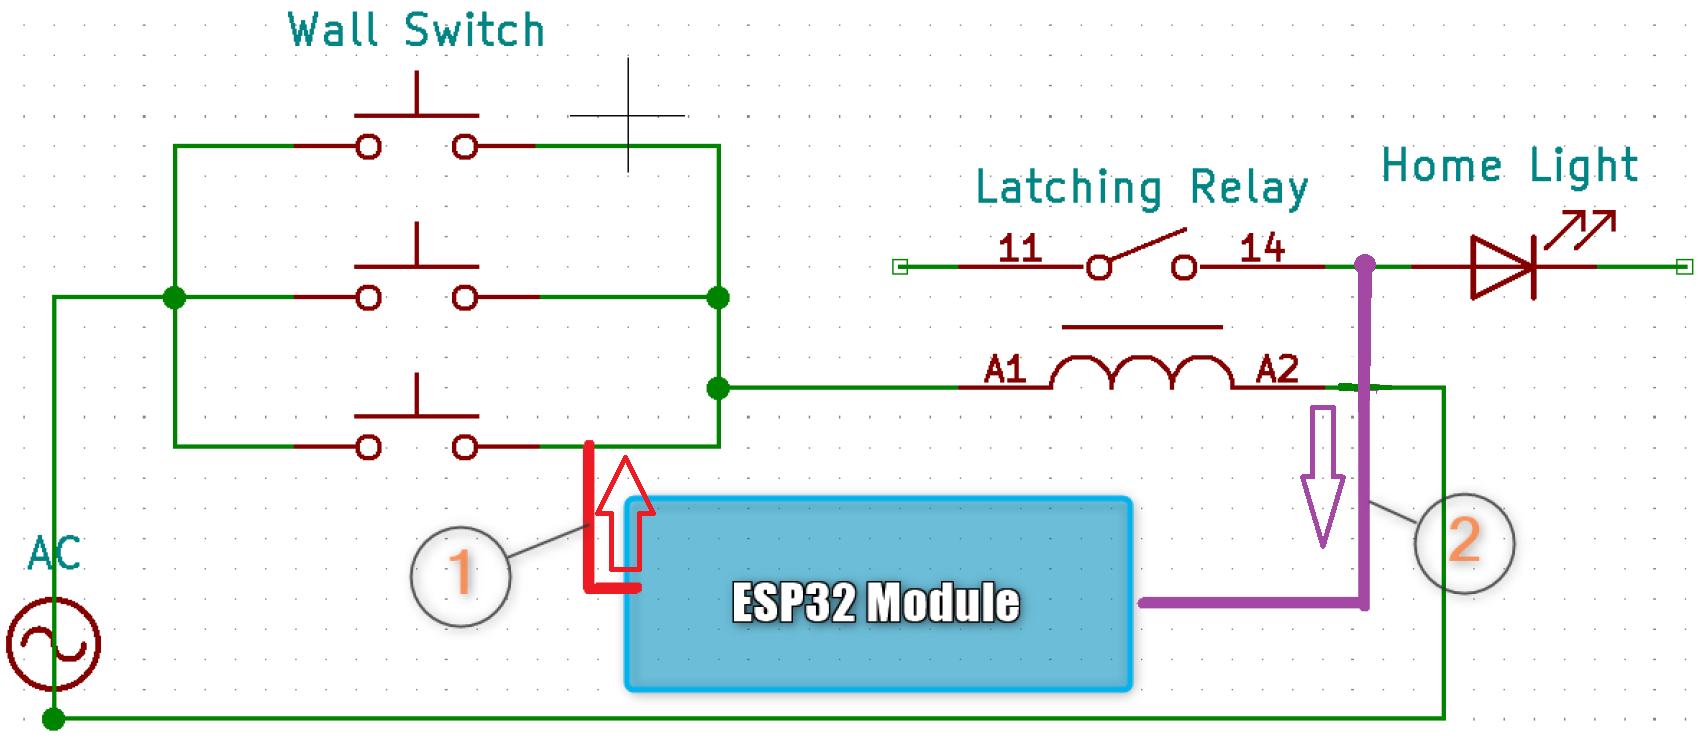 Wall Switch
Latching Relay
Home Light
11
14
A1
A2
AC
1
2
ESP32 Module